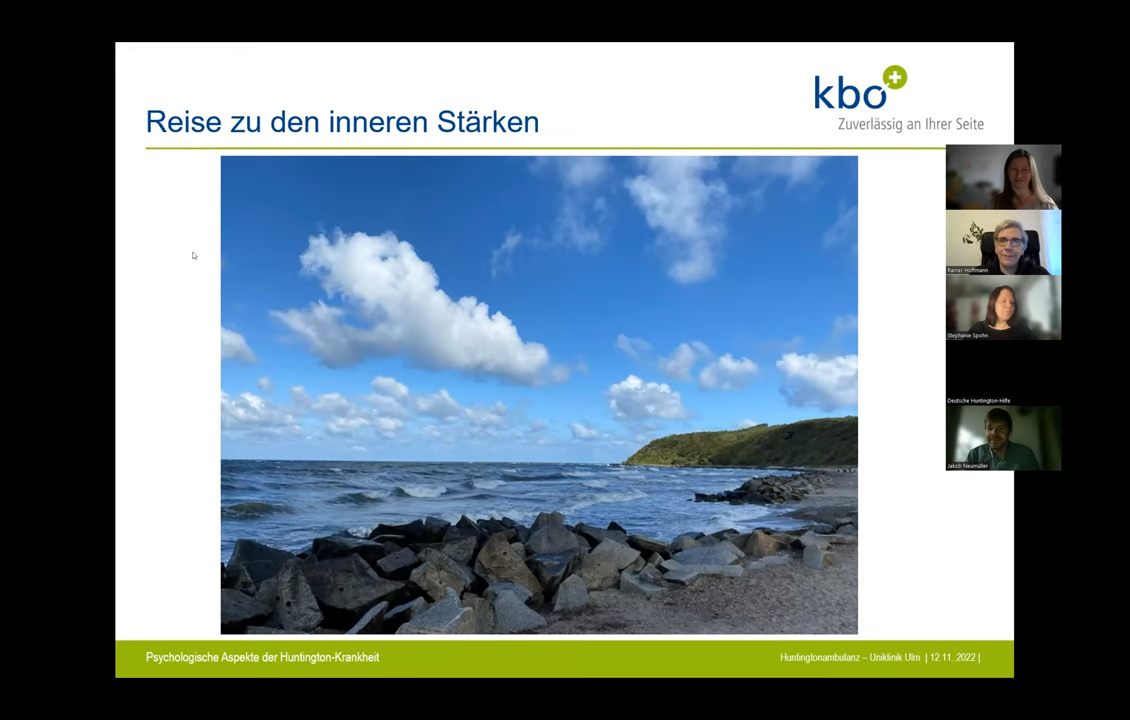 kbo
Zuverlässig an Ihrer Seite
Reise zu den inneren Stärken
Rainer Hoffmann
Stephanie Spohn
Deutsche Huntington-Hilfe
Jakob Neumüller
Psychologische Aspekte der Huntington-Krankheit
Huntingtonambulanz – Uniklinik Ulm | 12.11.2022 |